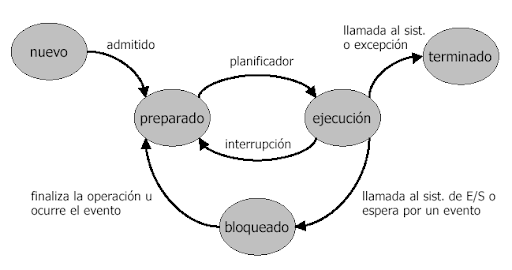 llamada al sist.
o excepción
nuevo
admitido
terminado
planificador
preparado
ejecución
interrupción
finaliza la operación u
ocurre el evento
llamada al sist. de E/S o
espera por un evento
bloqueado